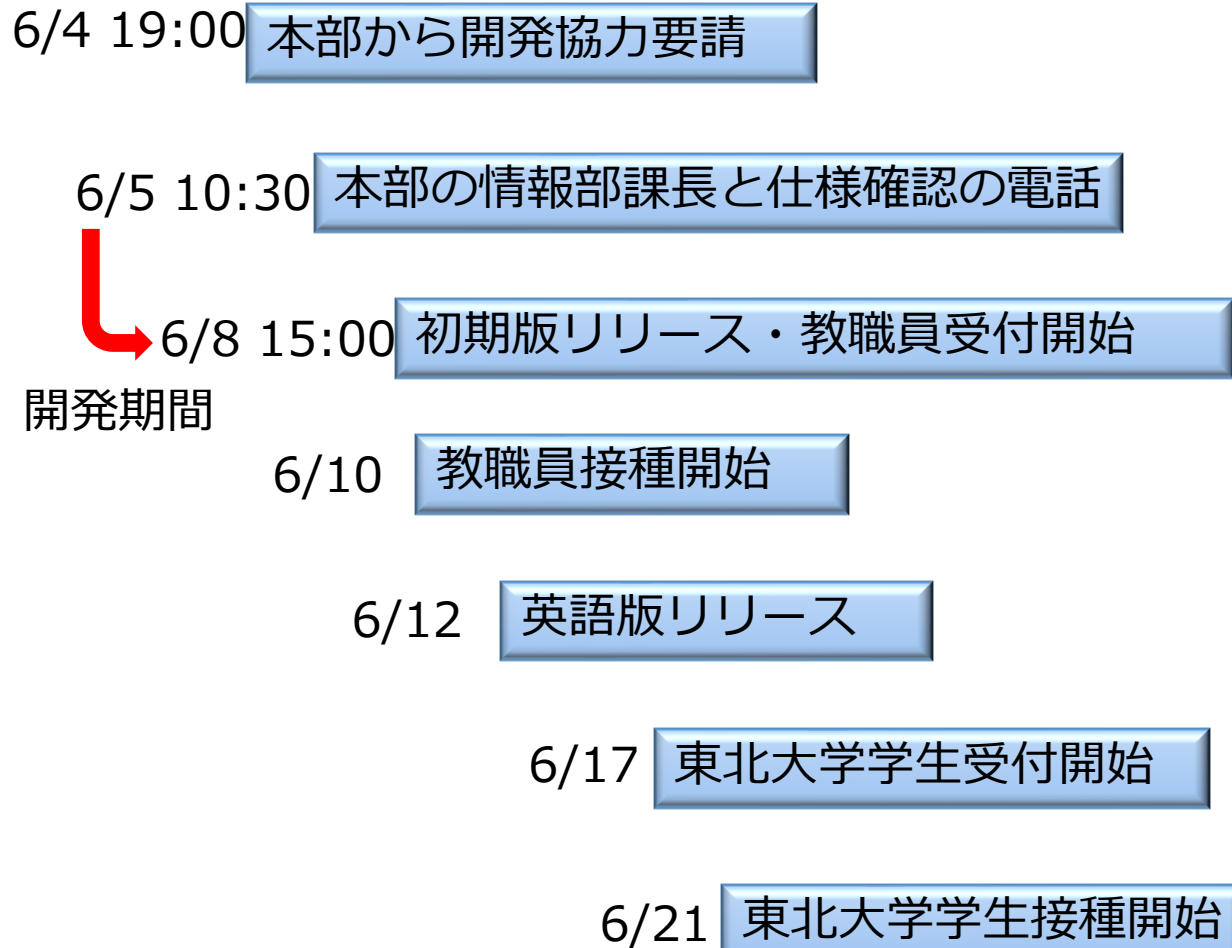 6/4 19:00 本部から開発協力要請
6/5 10:30 本部の情報部課長と仕様確認の電話
6/8 15:00 初期版リリース・教職員受付開始
開発期間
6/10 教職員接種開始
6/12 英語版リリース
6/17 東北大学学生受付開始
6/21 東北大学学生接種開始